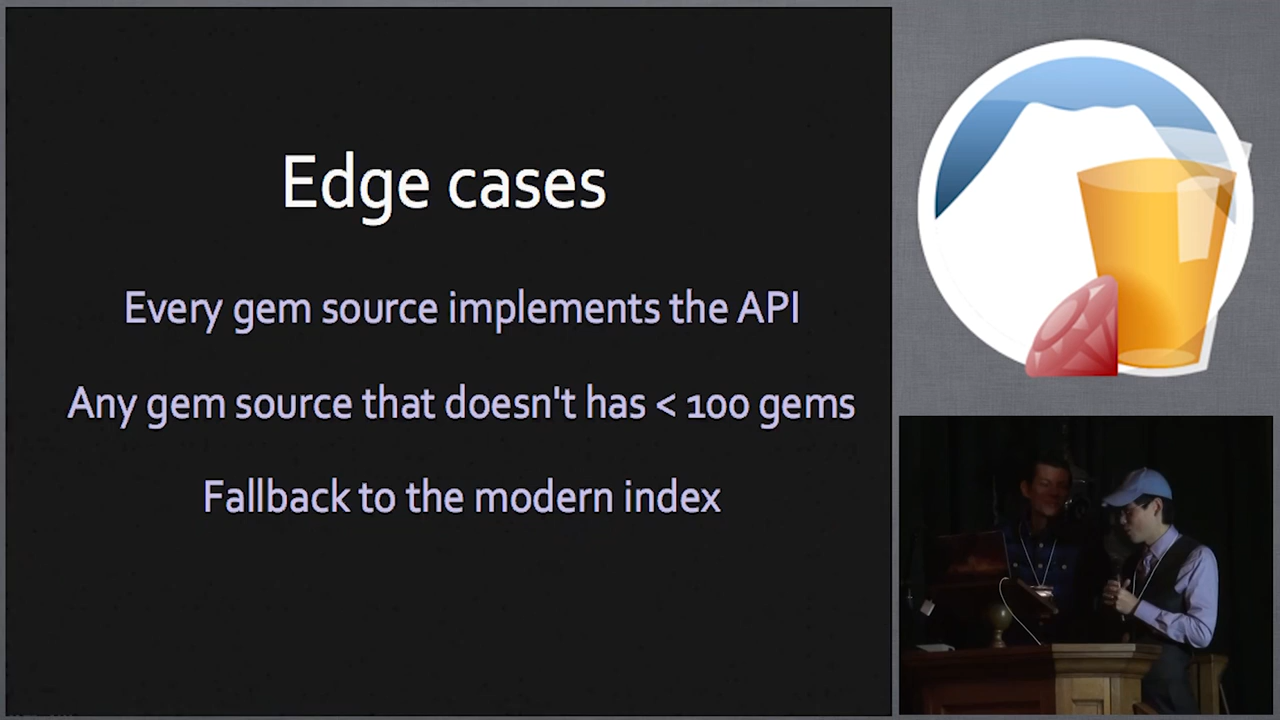 Edge cases
Every gem source implements the API
Any gem source that doesn't has < 100 gems
Fallback to the modern index